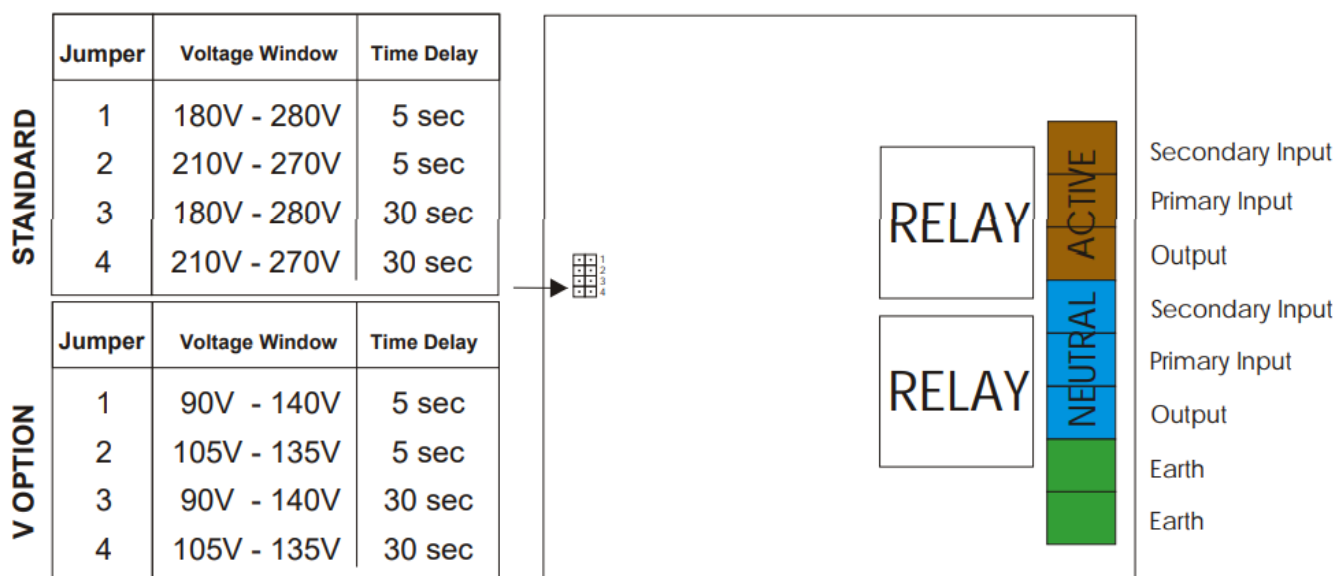 STANDARD
Jumper Voltage Window Time Delay
1 180V - 280V 5 sec
2 210V - 270V 5 sec
3 180V - 280V 30 sec
4 210V - 270V 30 sec
V OPTION
Jumper Voltage Window Time Delay
1 90V - 140V 5 sec
2 105V - 135V 5 sec
3 90V - 140V 30 sec
4 105V - 135V 30 sec
1
2
3
4
RELAY
RELAY
ACTIVE
NEUTRAL
Secondary Input
Primary Input
Output
Secondary Input
Primary Input
Output
Earth
Earth